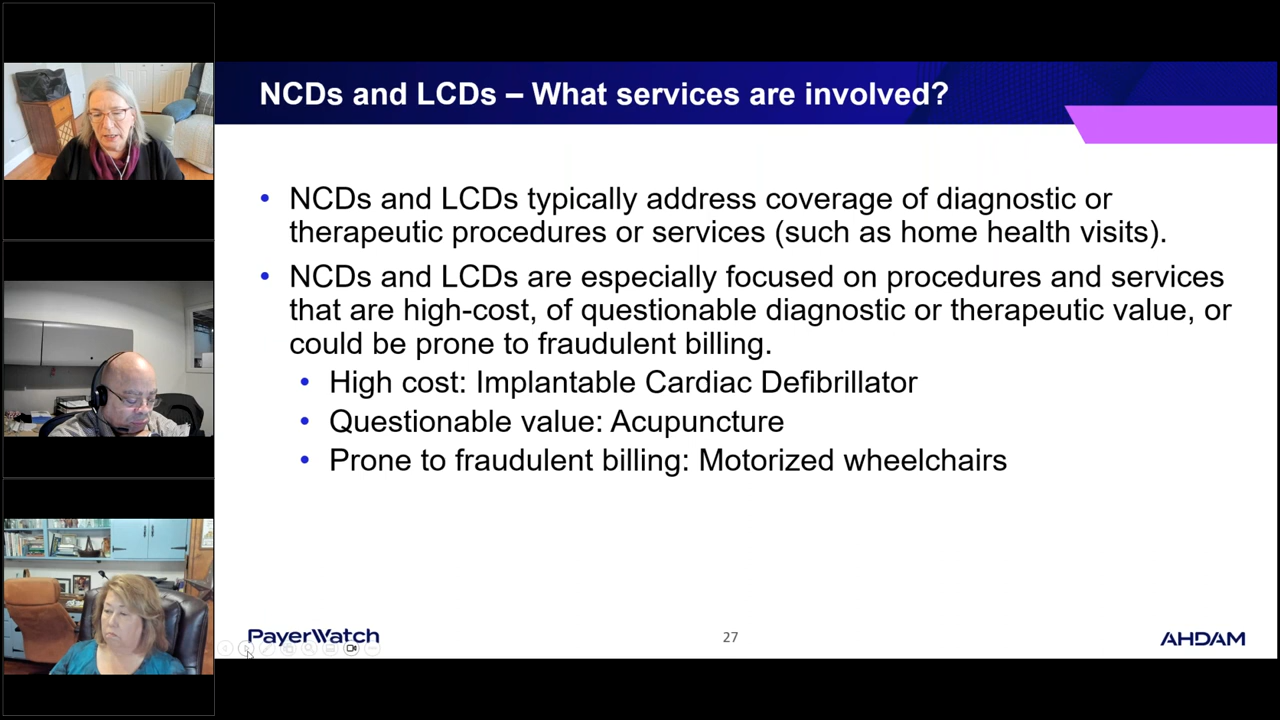 NCDs and LCDs – What services are involved?
• NCDs and LCDs typically address coverage of diagnostic or
therapeutic procedures or services (such as home health visits).
• NCDs and LCDs are especially focused on procedures and services
that are high-cost, of questionable diagnostic or therapeutic value, or
could be prone to fraudulent billing.
• High cost: Implantable Cardiac Defibrillator
• Questionable value: Acupuncture
• Prone to fraudulent billing: Motorized wheelchairs
PayerWatch
27
AHDAM